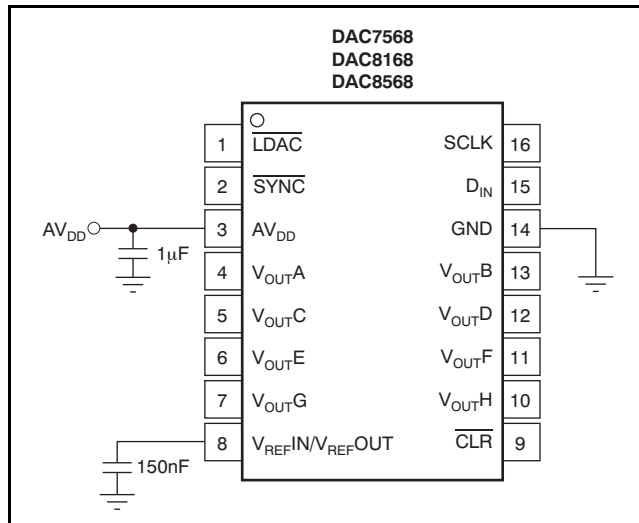 DAC7568
DAC8168
DAC8568
1 LDAC SCLK 16
2 SYNC DIN 15
AVDD 3 AVDD GND 14
1µF
4 VOUTA VOUTB 13
5 VOUTC VOUTD 12
6 VOUTE VOUTF 11
7 VOUTG VOUTH 10
8 VREFIN/VREFOUT CLR 9
150nF